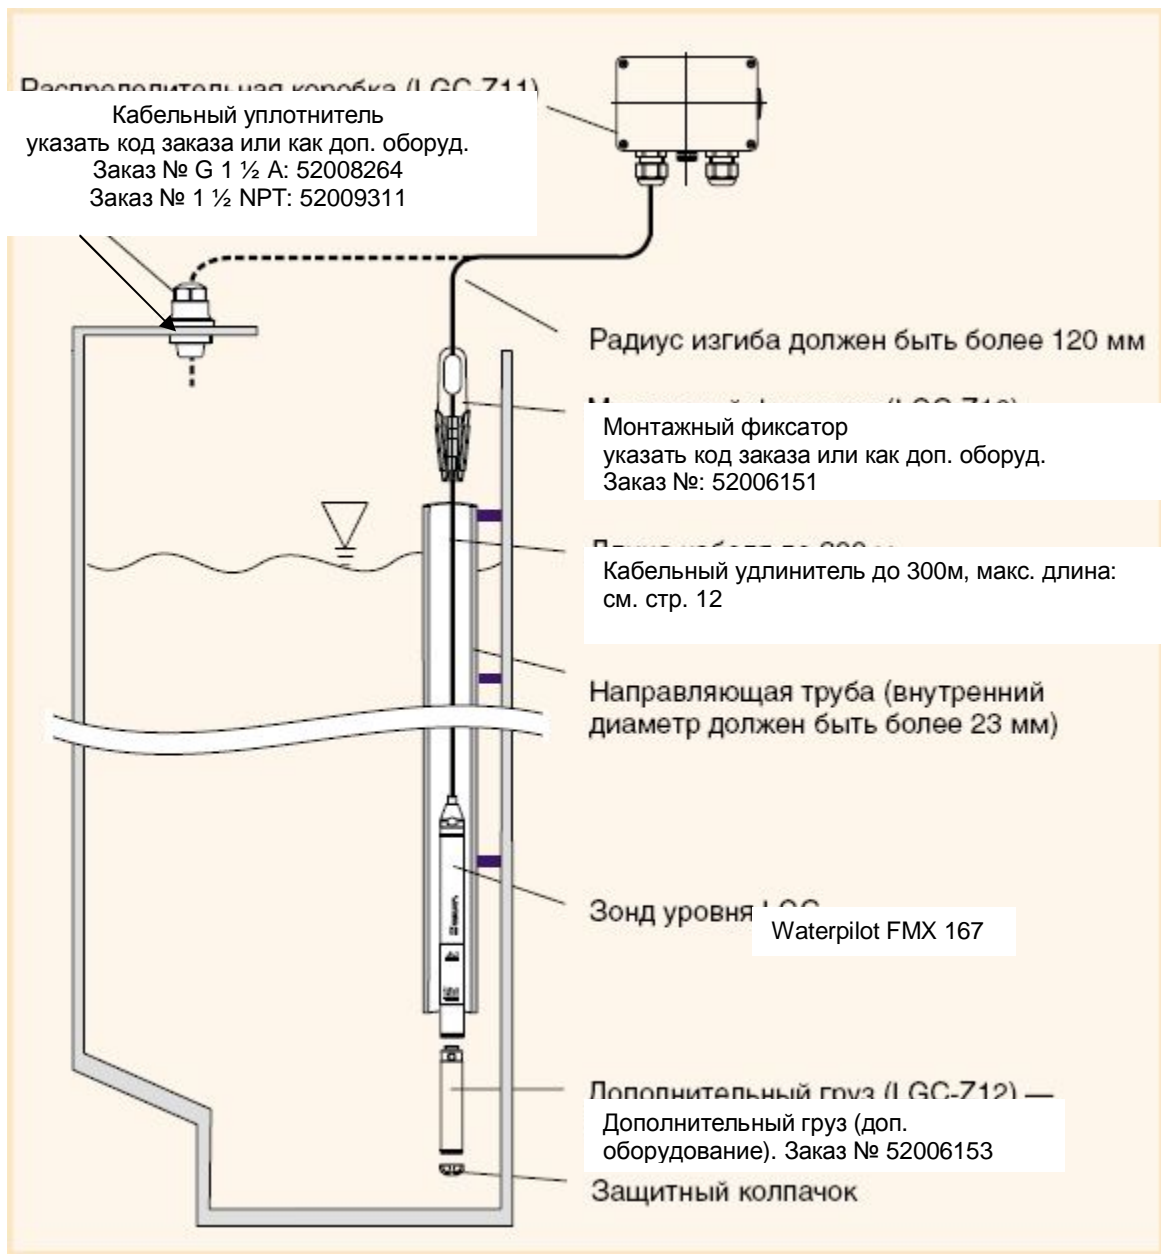 Распределительная коробка (LGC-Z11)
Кабельный уплотнитель
указать код заказа или как доп. оборуд.
Заказ № G 1 ½ A: 52008264
Заказ № 1 ½ NPT: 52009311
Радиус изгиба должен быть более 120 мм
Монтажный фиксатор
указать код заказа или как доп. оборуд.
Заказ №: 52006151
Кабельный удлинитель до 300м, макс. длина:
см. стр. 12
Направляющая труба (внутренний
диаметр должен быть более 23 мм)
Зонд уровня LGC
Waterpilot FMX 167
Дополнительный груз (LGC-Z12) —
Дополнительный груз (доп.
оборудование). Заказ № 52006153
Защитный колпачок